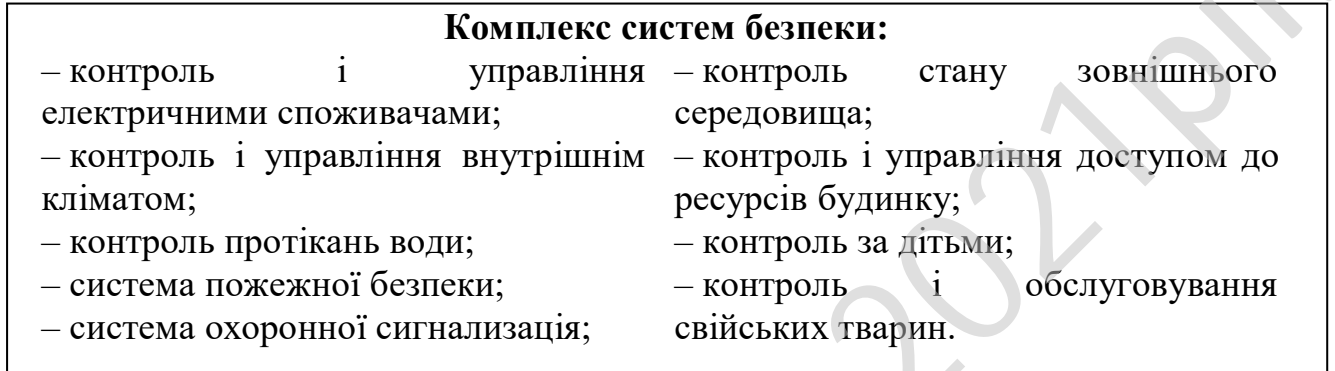 Комплекс систем безпеки:
– контроль і управління
електричними споживачами;
– контроль і управління внутрішнім
кліматом;
– контроль протікань води;
– система пожежної безпеки;
– система охоронної сигналізація;
– контроль стану зовнішнього
середовища;
– контроль і управління доступом до
ресурсів будинку;
– контроль за дітьми;
– контроль і обслуговування
свійських тварин.